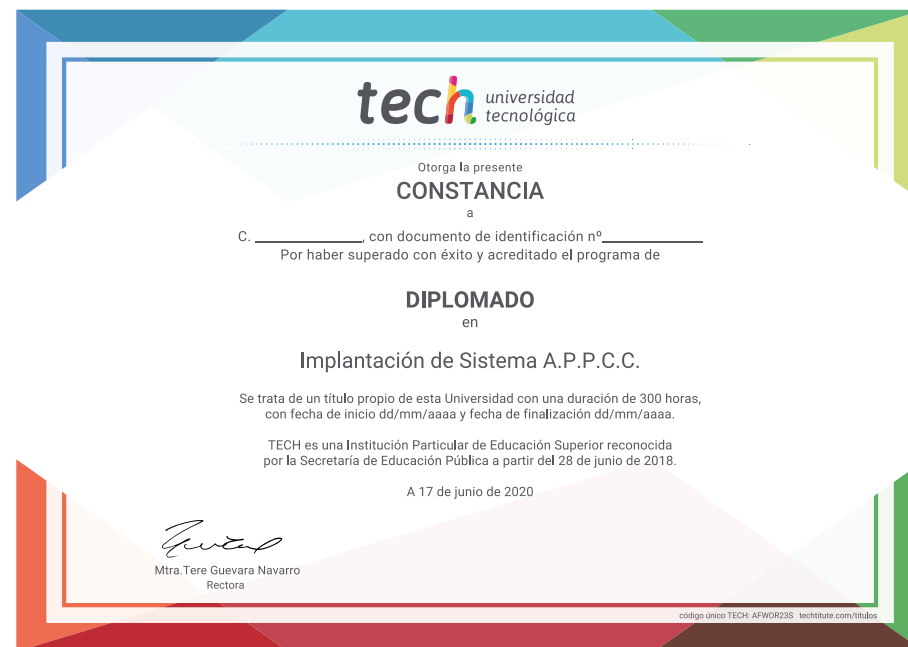 tech universidad
tecnológica
Otorga la presente
CONSTANCIA
a
C. ______________, con documento de identificación nº_____________
Por haber superado con éxito y acreditado el programa de
DIPLOMADO
en
Implantación de Sistema A.P.P.C.C.
Se trata de un título propio de esta Universidad con una duración de 300 horas,
con fecha de inicio dd/mm/aaaa y fecha de finalización dd/mm/aaaa.
TECH es una Institución Particular de Educación Superior reconocida
por la Secretaría de Educación Pública a partir del 28 de junio de 2018.
A 17 de junio de 2020
Mtra.Tere Guevara Navarro
Rectora
código único TECH: AFWOR23S techtitute.com/títulos